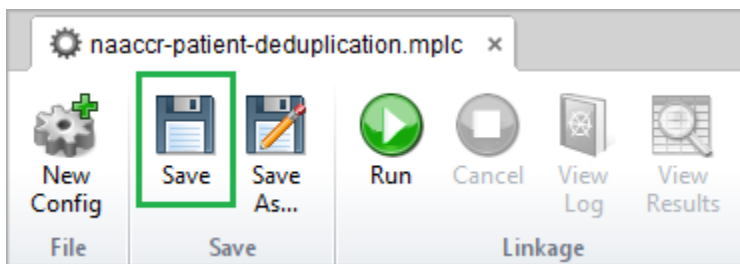 naaccr-patient-deduplication.mplc ×
New Config
Save
Save As...
Run
Cancel
View Log
View Results
File
Save
Linkage